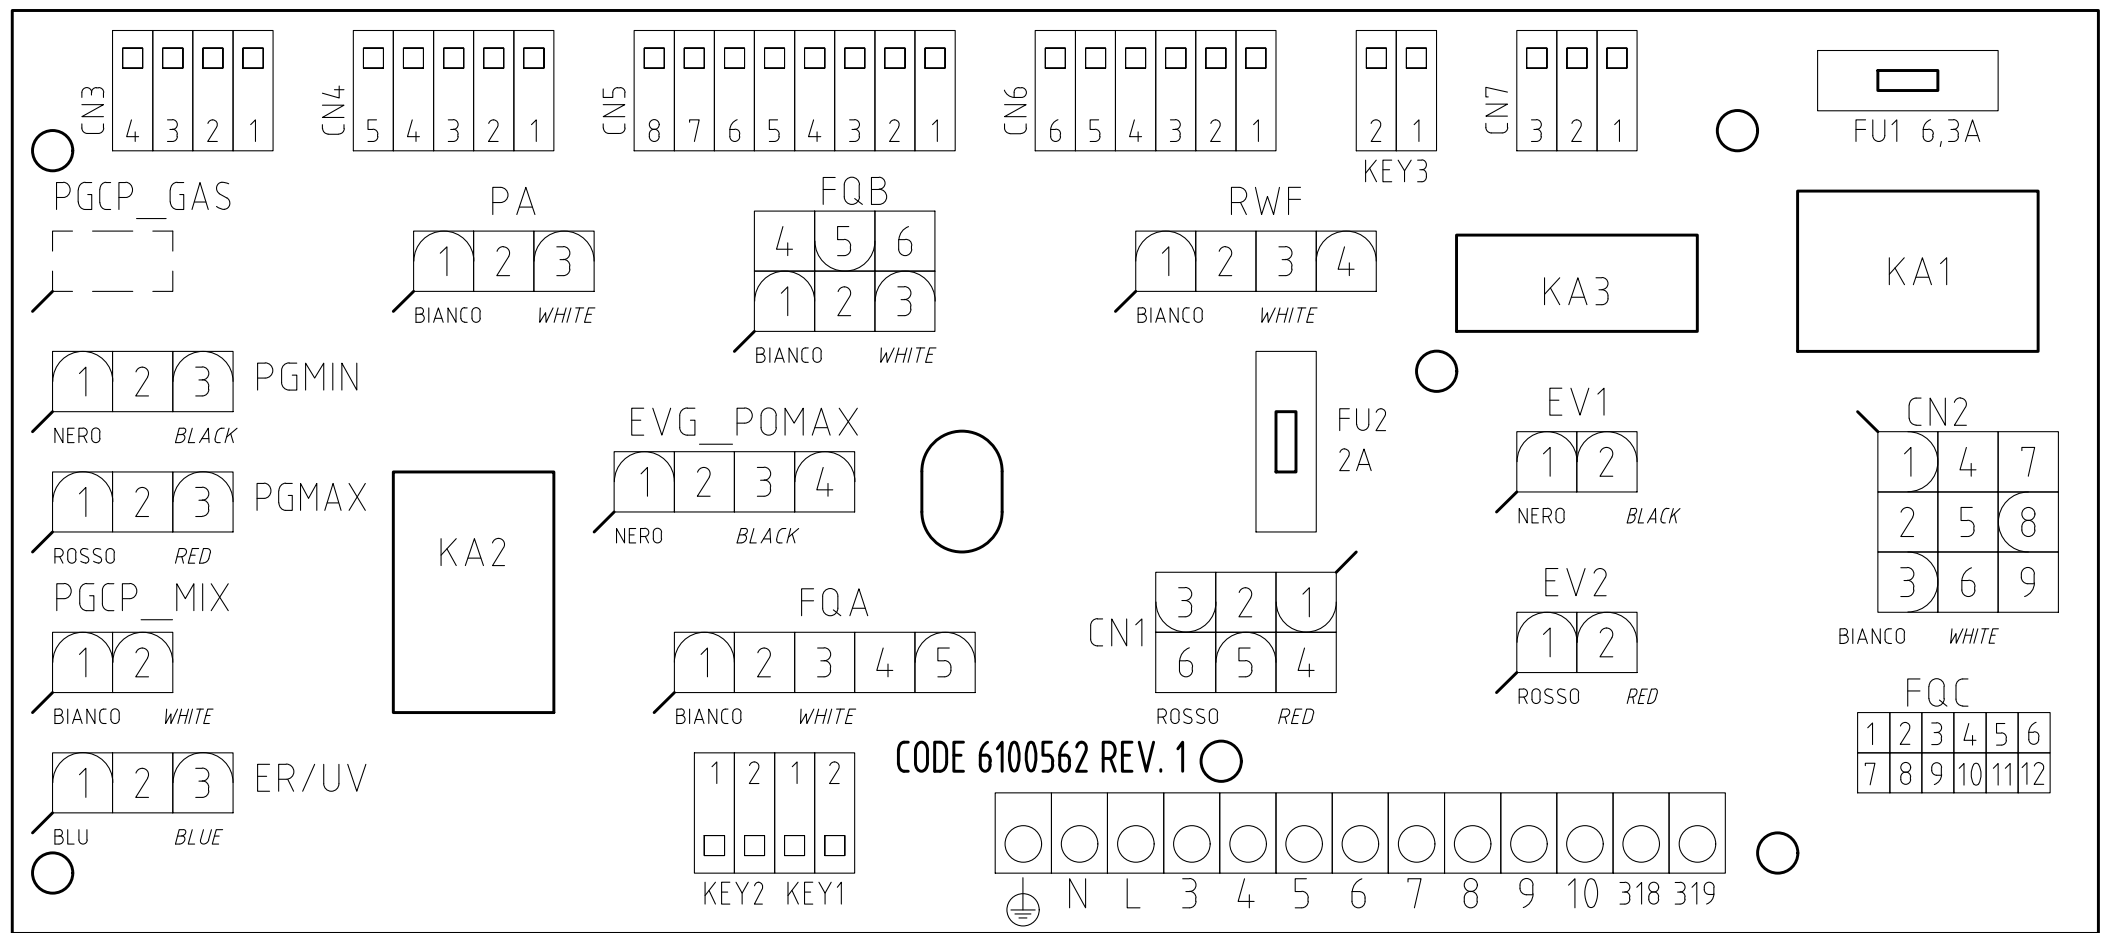 CN3
4 3 2 1
CN4
5 4 3 2 1
CN5
8 7 6 5 4 3 2 1
CN6
6 5 4 3 2 1
2 1
KEY3
CN7
3 2 1
FU1 6,3A
PGCP_GAS
PA
1 2 3
BIANCO WHITE
FQB
4 5 6
1 2 3
BIANCO WHITE
RWF
1 2 3 4
BIANCO WHITE
KA3
KA1
1 2 3 PGMIN
NERO BLACK
1 2 3 PGMAX
ROSSO RED
PGCP_MIX
1 2
BIANCO WHITE
1 2 3 ER/UV
BLU BLUE
KA2
EVG_POMAX
1 2 3 4
NERO BLACK
FQA
1 2 3 4 5
BIANCO WHITE
FU2
2A
CN1
3 2 1
6 5 4
ROSSO RED
EV1
1 2
NERO BLACK
EV2
1 2
ROSSO RED
CN2
1 4 7
2 5 8
3 6 9
BIANCO WHITE
FQC
1 2 3 4 5 6
7 8 9 10 11 12
CODE 6100562 REV. 1
1 2 1 2
KEY2 KEY1
N L 3 4 5 6 7 8 9 10 318 319